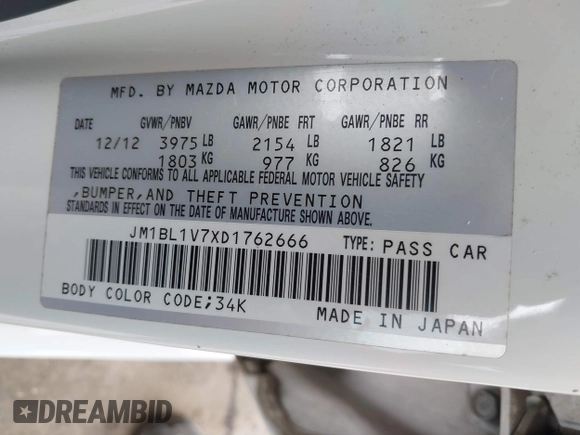 MFD. BY MAZDA MOTOR CORPORATION
DATE GVWR/PNBV GAWR/PNBE FRT GAWR/PNBE RR
12/12 3975 LB 2154 LB 1821 LB
1803 KG 977 KG 826 KG
THIS VEHICLE CONFORMS TO ALL APPLICABLE FEDERAL MOTOR VEHICLE SAFETY
,BUMPER,AND THEFT PREVENTION
STANDARDS IN EFFECT ON THE DATE OF MANUFACTURE SHOWN ABOVE.
JM1BL1V7XD1762666 TYPE: PASS CAR
BODY COLOR CODE;34K MADE IN JAPAN
DREAMBID